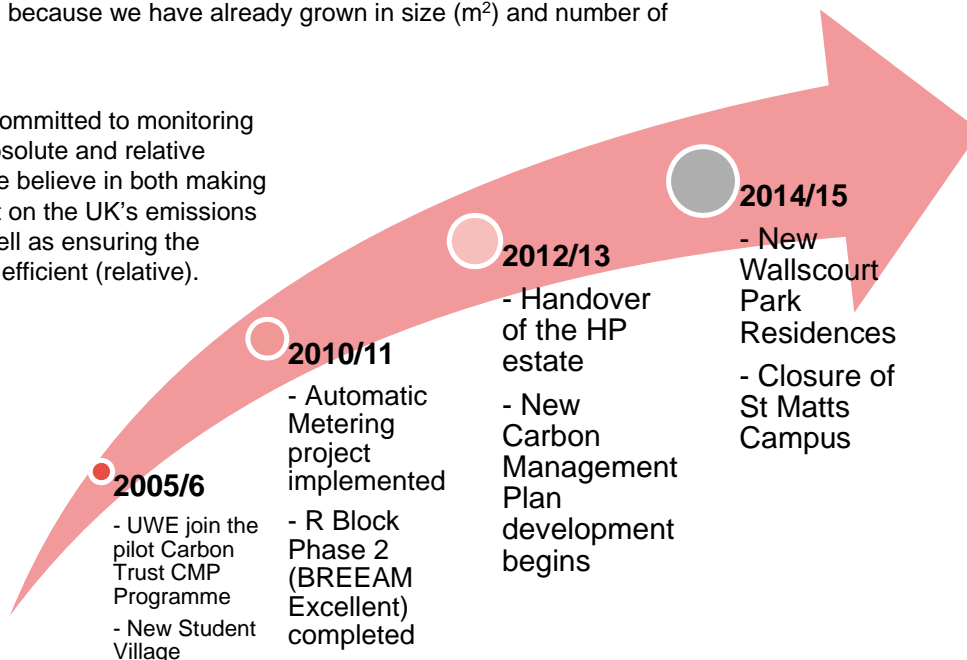 because we have already grown in size (m²) and number of
ommitted to monitoring
solute and relative
e believe in both making
t on the UK's emissions
ell as ensuring the
efficient (relative).
2005/6
- UWE join the
pilot Carbon
Trust CMP
Programme
- New Student
Village
2010/11
- Automatic
Metering
project
implemented
- R Block
Phase 2
(BREEAM
Excellent)
completed
2012/13
- Handover
of the HP
estate
- New
Carbon
Management
Plan
development
begins
2014/15
- New
Wallscourt
Park
Residences
- Closure of
St Matts
Campus